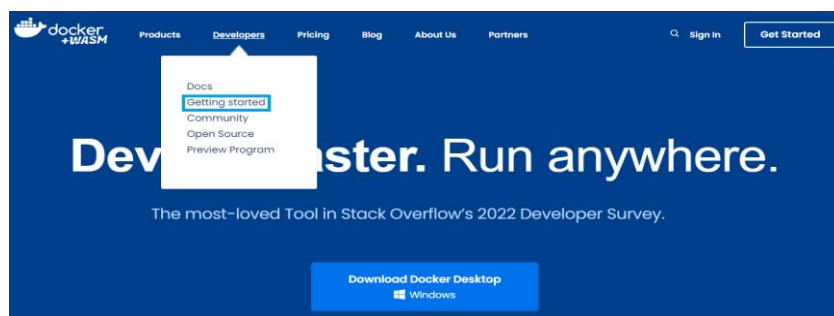 docker
+WASM
Products Developers Pricing Blog About Us Partners Sign In Get Started
Docs
Getting started
Community
Open Source
Preview Program
Dev aster. Run anywhere.
The most-loved Tool in Stack Overflow's 2022 Developer Survey.
Download Docker Desktop
Windows